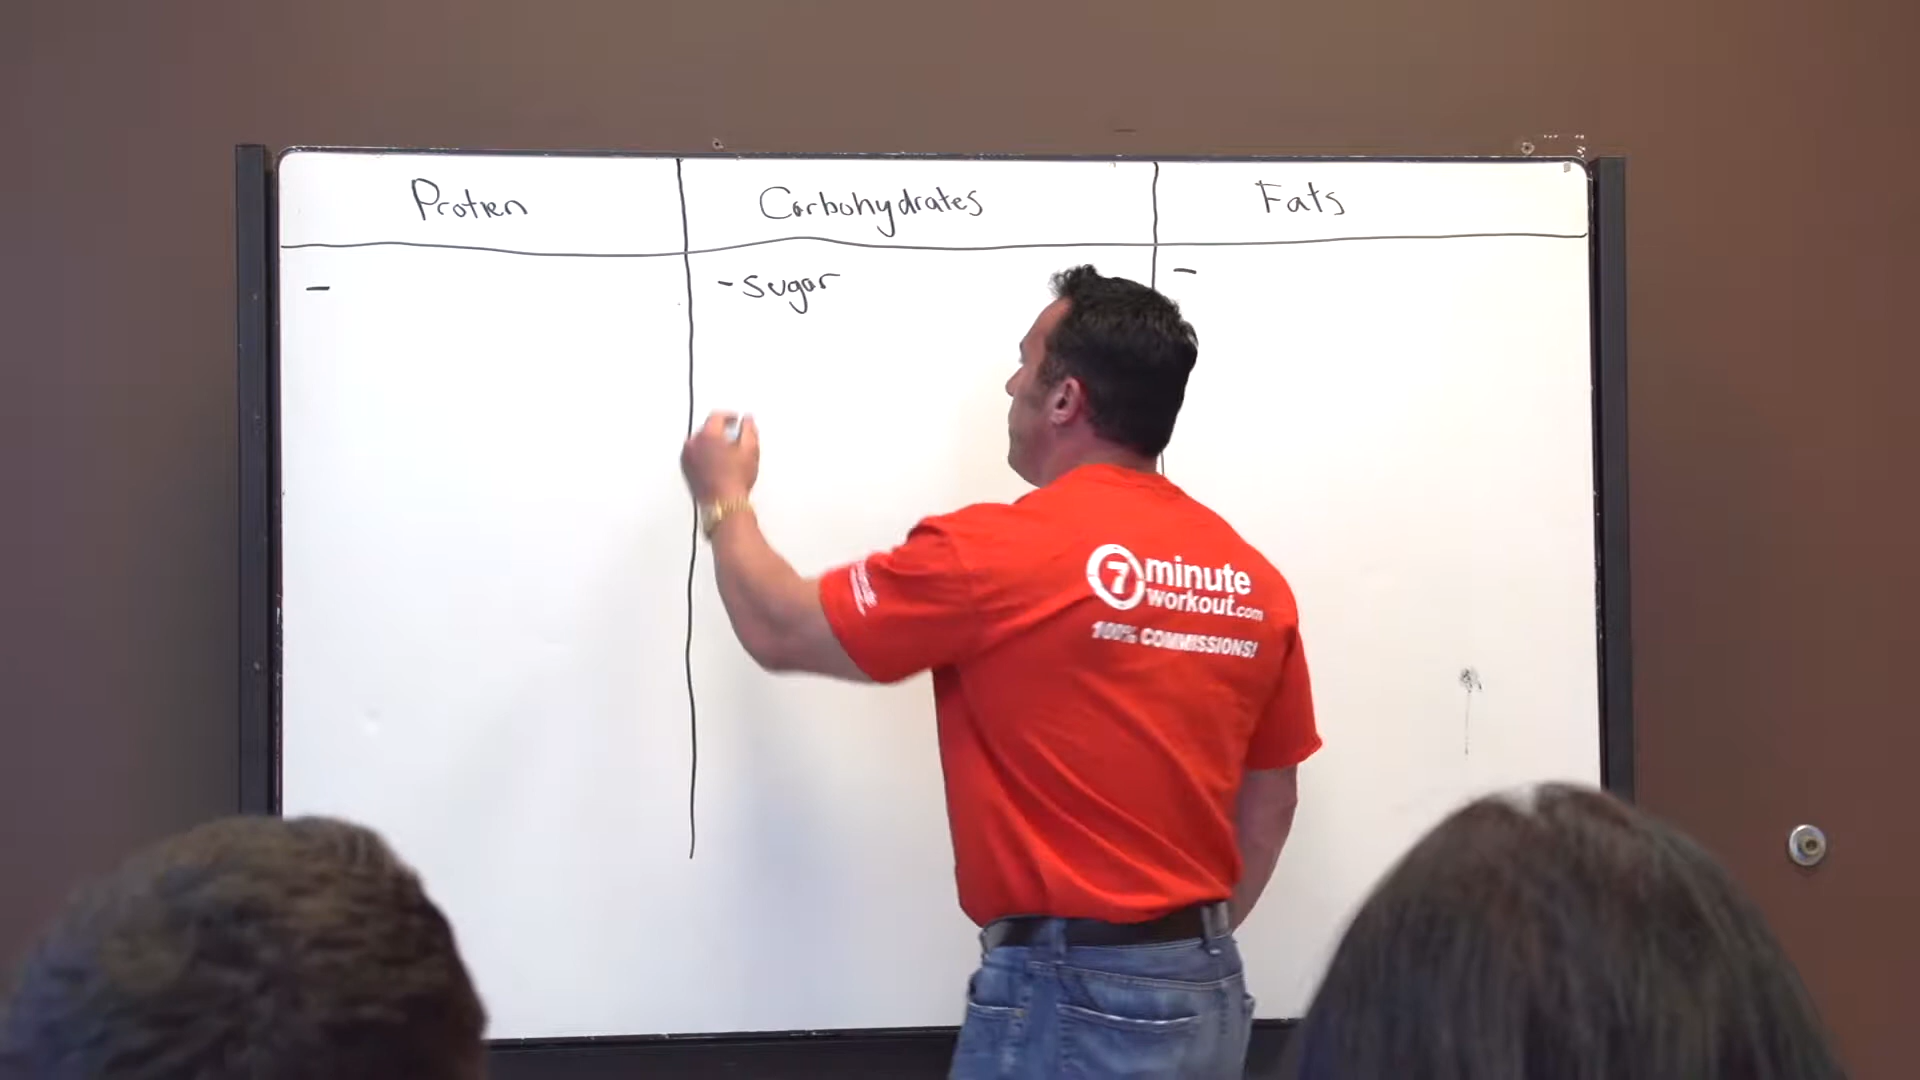 Protien
Carbohydrates
Fats
-
- sugar
-
7 minute
workout.com
100% COMMISSIONS!